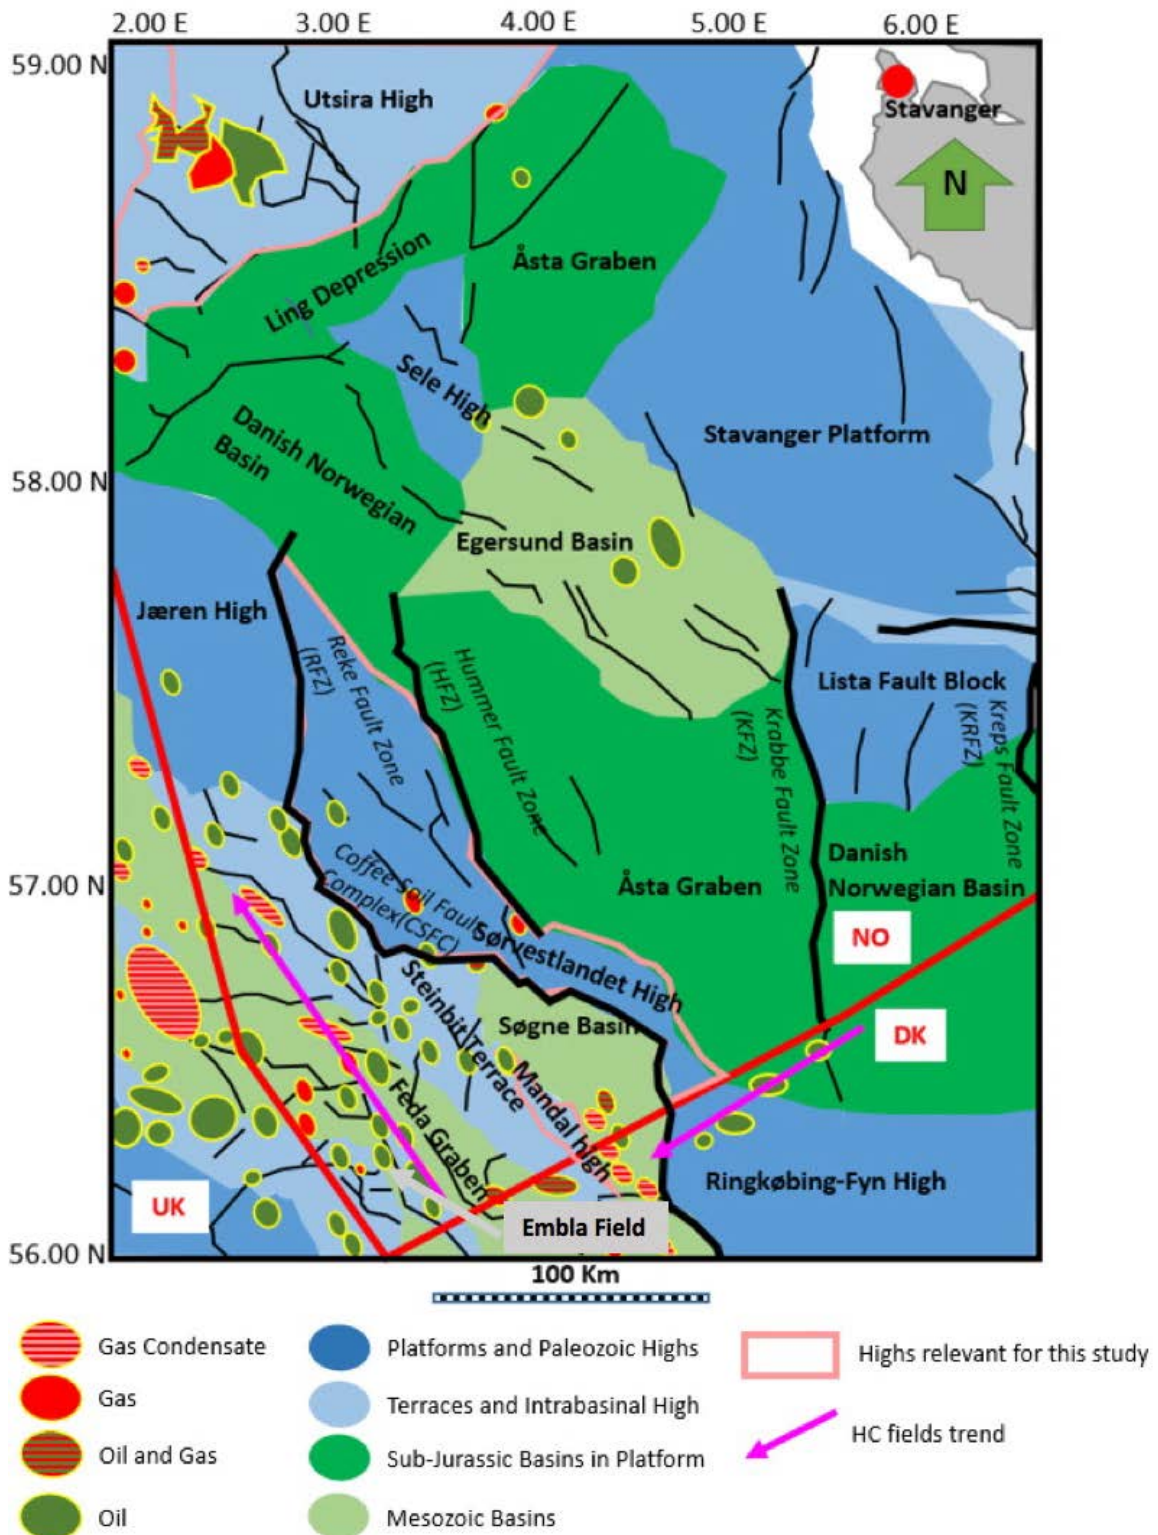 2.00 E 3.00 E 4.00 E 5.00 E 6.00 E
59.00 N
Utsira High
Stavanger
N
Ling Depression
Åsta Graben
Sele High
Danish Norwegian
Basin
Stavanger Platform
58.00 N
Egersund Basin
Jæren High
Reke Fault Zone
(RFZ)
Hummer Fault Zone
(HFZ)
Krabbe Fault Zone
(KFZ)
Lista Fault Block
Kreps Fault Zone
(KRFZ)
57.00 N
Coffee Soil Fault
Complex(CSFC)
Åsta Graben
Danish
Norwegian Basin
NO
Sørvestlandet High
DK
Steinbit Terrace
Søgne Basin
Mandal high
Feda Graben
Ringkøbing-Fyn High
UK
Embla Field
56.00 N
100 Km
Gas Condensate
Gas
Oil and Gas
Oil
Platforms and Paleozoic Highs
Terraces and Intrabasinal High
Sub-Jurassic Basins in Platform
Mesozoic Basins
Highs relevant for this study
HC fields trend